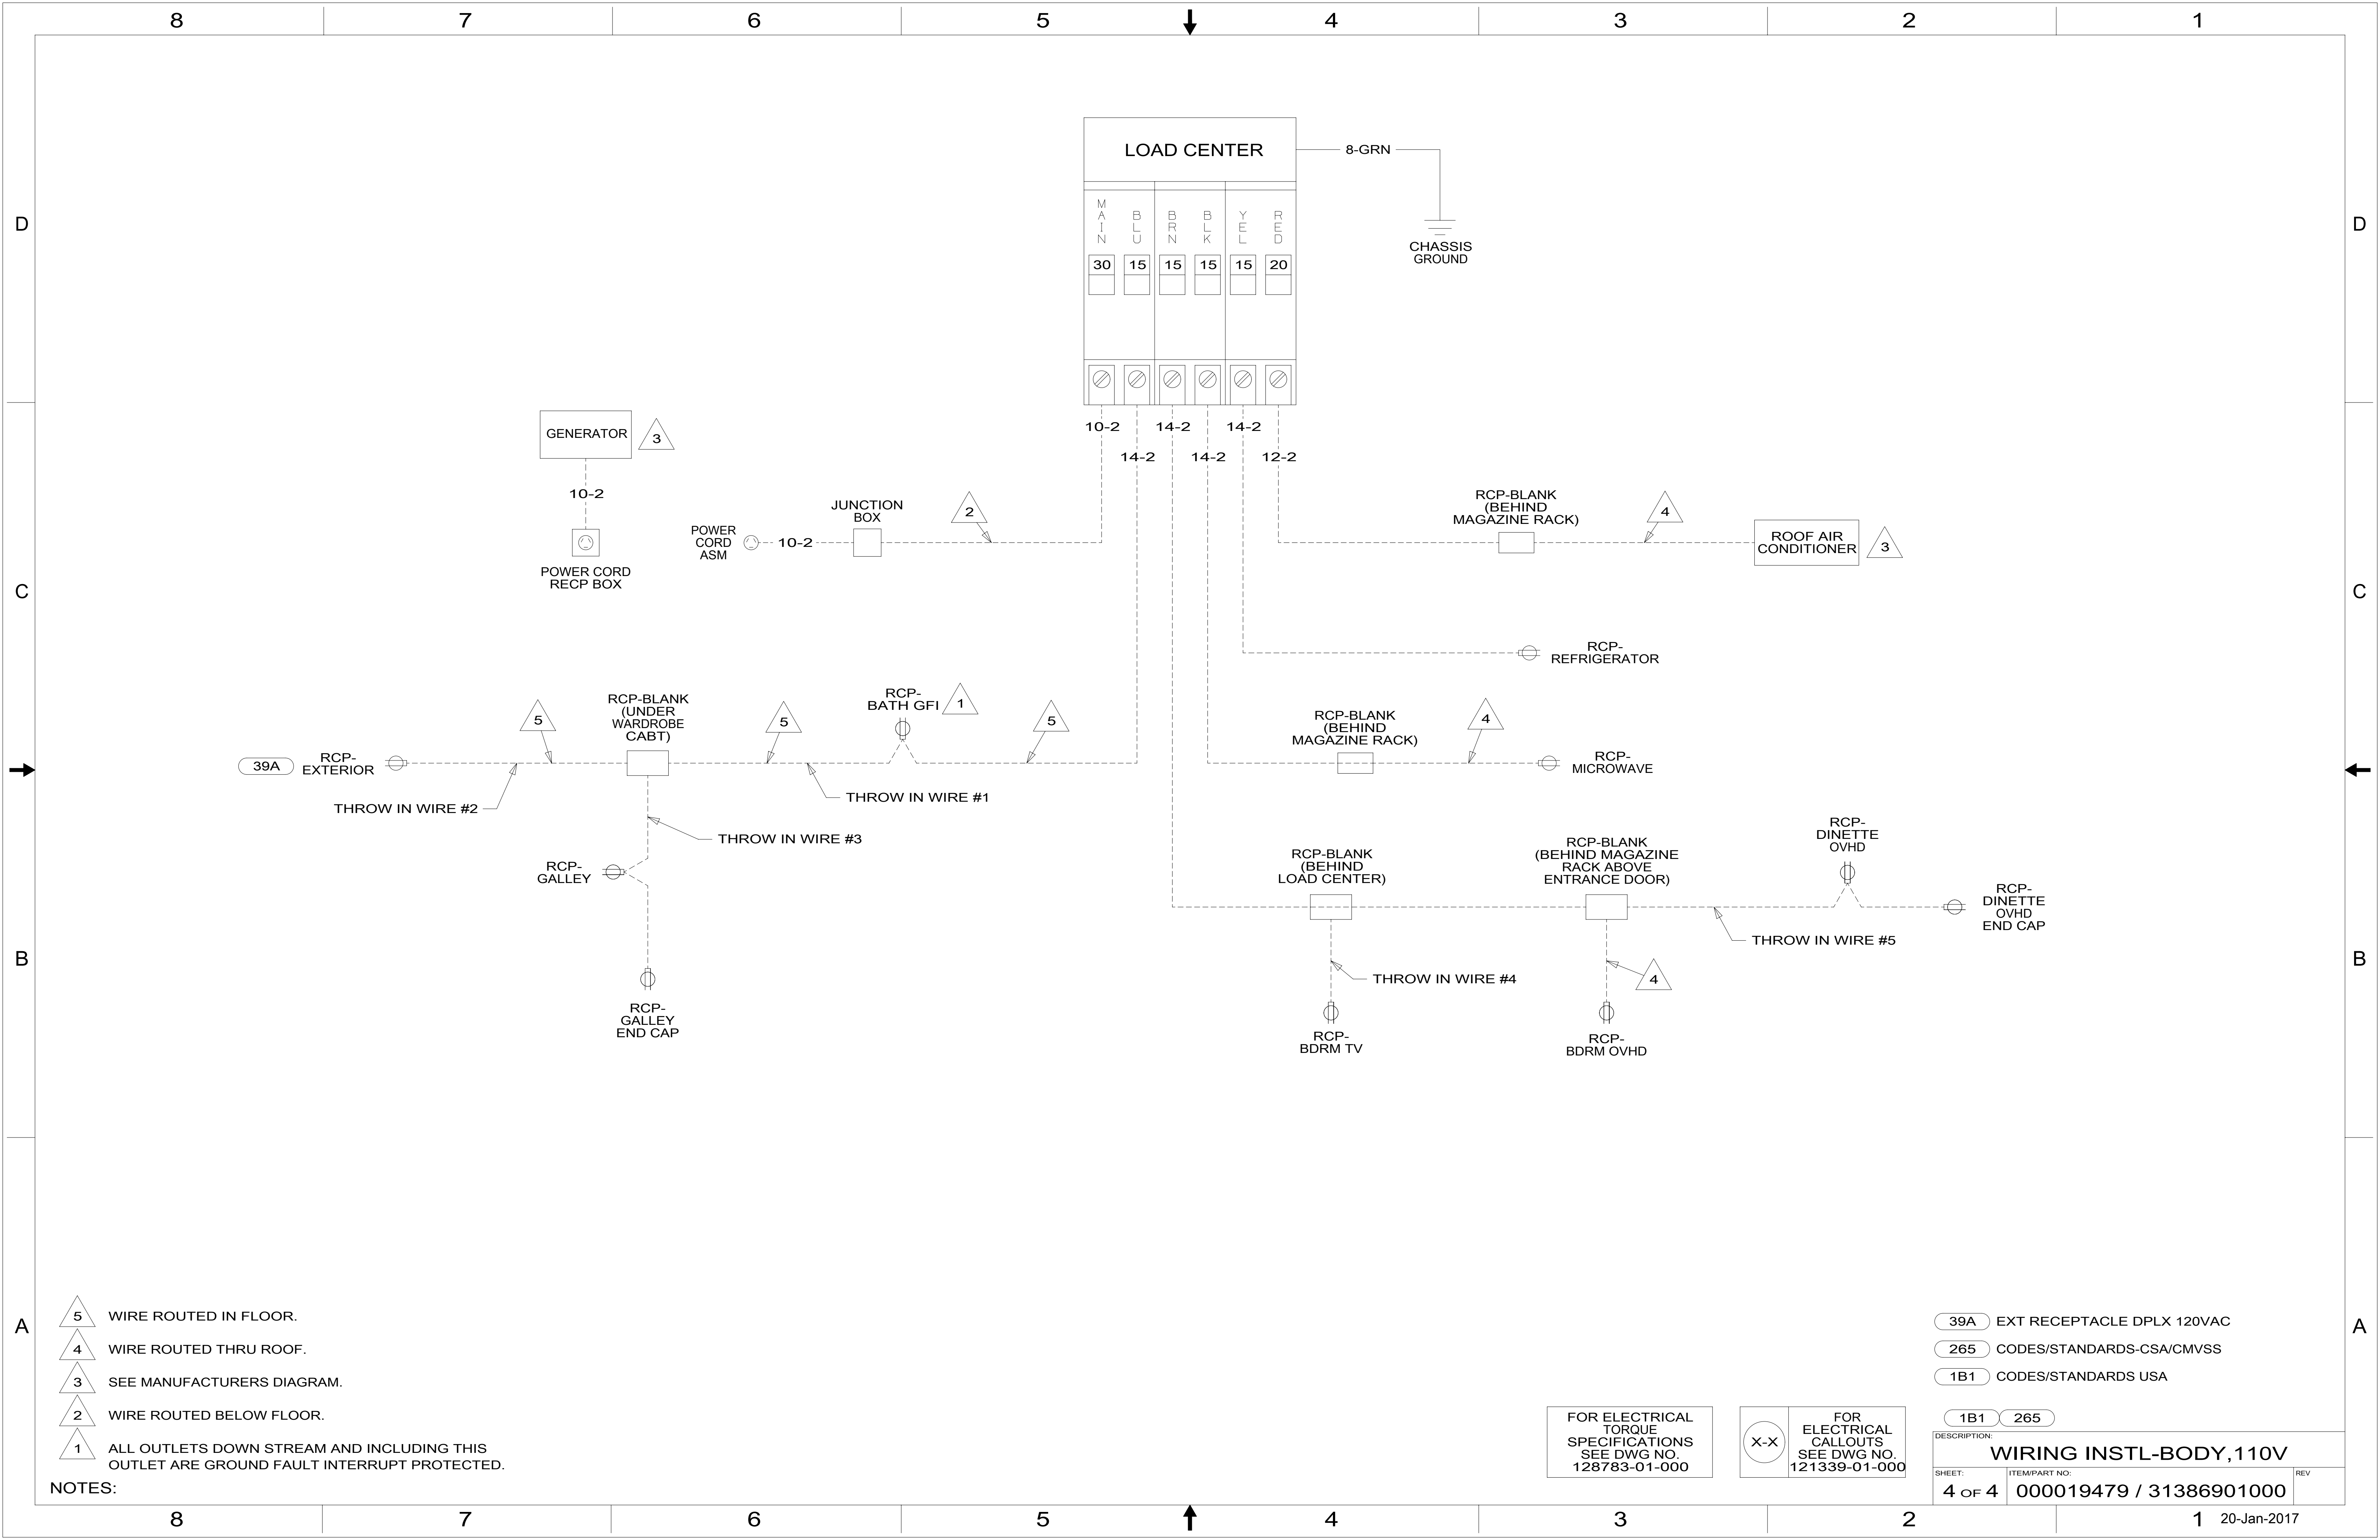 8 7 6 5 4 3 2 1
D
D
C
C
B
B
A
A
LOAD CENTER
8-GRN
CHASSIS
GROUND
MAIN BLU BRN BLK YEL RED
30 15 15 15 15 20
10-2 14-2 14-2
14-2 14-2 12-2
GENERATOR
3
10-2
POWER CORD
RECP BOX
POWER
CORD
ASM
10-2
JUNCTION
BOX
2
RCP-BLANK
(BEHIND
MAGAZINE RACK)
4
ROOF AIR
CONDITIONER
3
RCP-
REFRIGERATOR
39A
RCP-
EXTERIOR
5
RCP-BLANK
(UNDER
WARDROBE
CABT)
5
RCP-
BATH GFI
1
5
THROW IN WIRE #2
THROW IN WIRE #1
THROW IN WIRE #3
RCP-
GALLEY
RCP-
GALLEY
END CAP
RCP-BLANK
(BEHIND
MAGAZINE RACK)
4
RCP-
MICROWAVE
RCP-BLANK
(BEHIND
LOAD CENTER)
RCP-BLANK
(BEHIND MAGAZINE
RACK ABOVE
ENTRANCE DOOR)
RCP-
DINETTE
OVHD
RCP-
DINETTE
OVHD
END CAP
THROW IN WIRE #5
THROW IN WIRE #4
4
RCP-
BDRM TV
RCP-
BDRM OVHD
5 WIRE ROUTED IN FLOOR.
4 WIRE ROUTED THRU ROOF.
3 SEE MANUFACTURERS DIAGRAM.
2 WIRE ROUTED BELOW FLOOR.
1 ALL OUTLETS DOWN STREAM AND INCLUDING THIS
OUTLET ARE GROUND FAULT INTERRUPT PROTECTED.
NOTES:
39A EXT RECEPTACLE DPLX 120VAC
265 CODES/STANDARDS-CSA/CMVSS
1B1 CODES/STANDARDS USA
1B1 265
FOR ELECTRICAL
TORQUE
SPECIFICATIONS
SEE DWG NO.
128783-01-000
X-X
FOR
ELECTRICAL
CALLOUTS
SEE DWG NO.
121339-01-000
DESCRIPTION:
WIRING INSTL-BODY,110V
SHEET: ITEM/PART NO: REV
4 OF 4 000019479 / 31386901000
8 7 6 5 4 3 2 1
20-Jan-2017